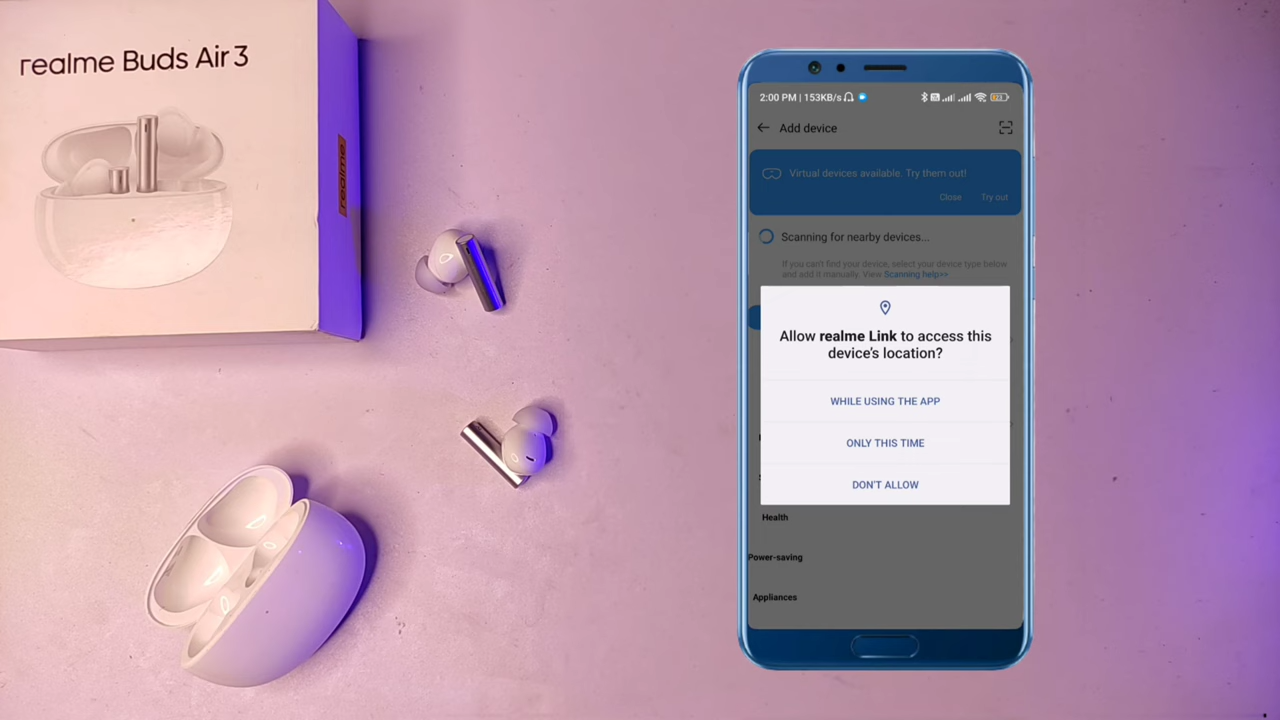 realme Buds Air 3
realme
2:00 PM | 153KB/s
Add device
Virtual devices available. Try them out!
Close Try out
Scanning for nearby devices...
If you can't find your device, select your device type below
and add it manually. View Scanning help>>
Allow realme Link to access this
device's location?
WHILE USING THE APP
ONLY THIS TIME
DON'T ALLOW
Health
Power-saving
Appliances